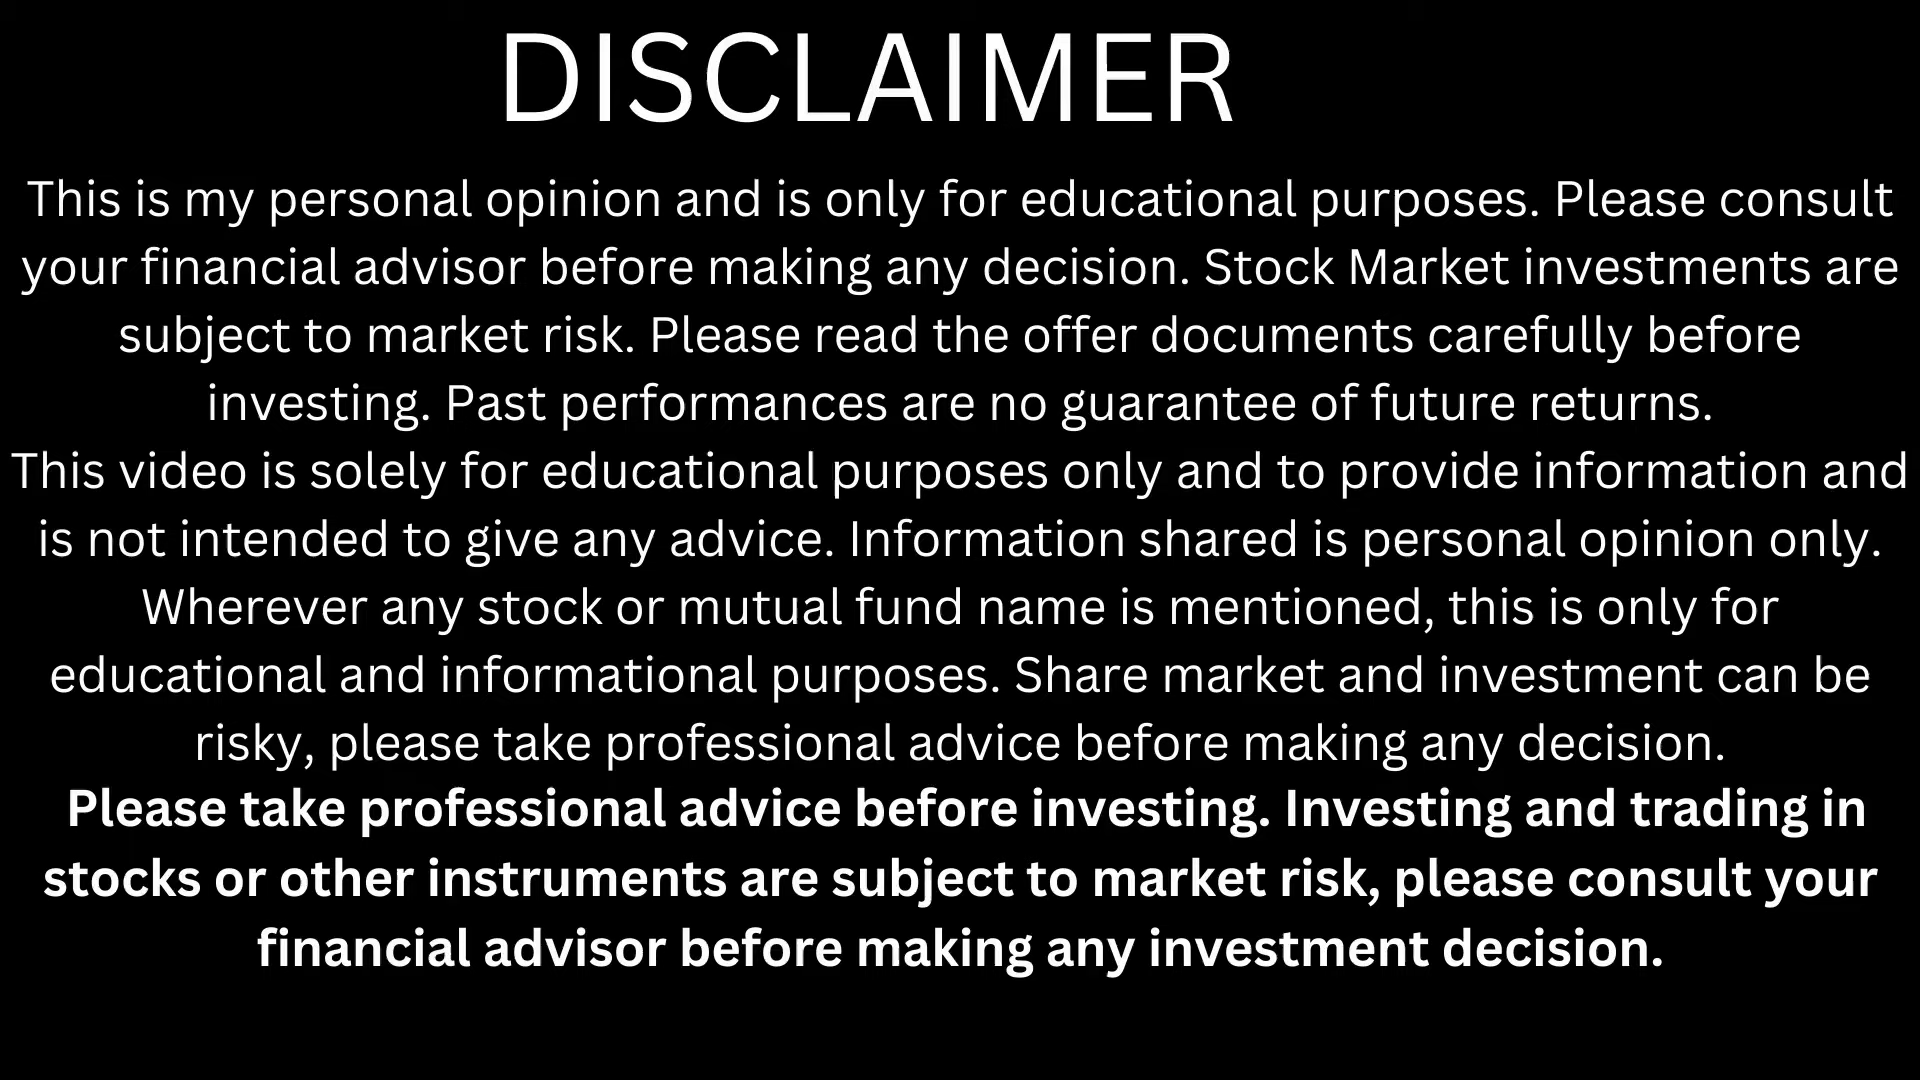 DISCLAIMER
This is my personal opinion and is only for educational purposes. Please consult
your financial advisor before making any decision. Stock Market investments are
subject to market risk. Please read the offer documents carefully before
investing. Past performances are no guarantee of future returns.
This video is solely for educational purposes only and to provide information and
is not intended to give any advice. Information shared is personal opinion only.
Wherever any stock or mutual fund name is mentioned, this is only for
educational and informational purposes. Share market and investment can be
risky, please take professional advice before making any decision.
Please take professional advice before investing. Investing and trading in
stocks or other instruments are subject to market risk, please consult your
financial advisor before making any investment decision.